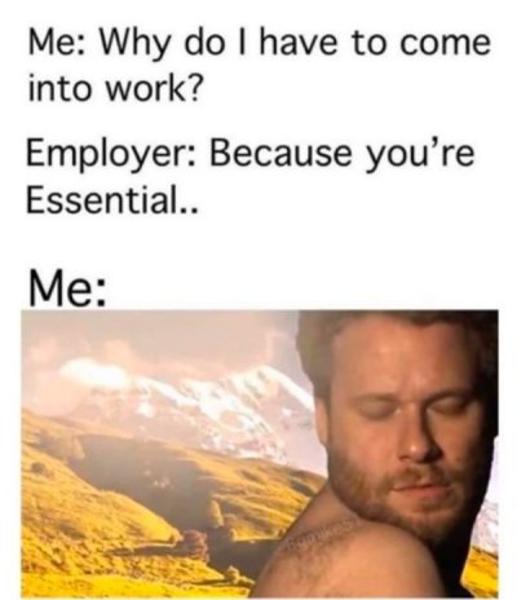 Me: Why do I have to come
into work?
Employer: Because you're
Essential..
Me: